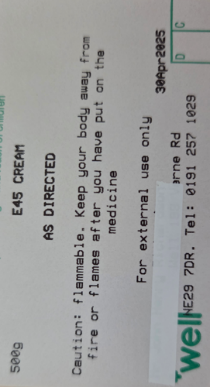 500g
E45 CREAM
AS DIRECTED
Caution: flammable. Keep your body away from
fire or flames after you have put on the
medicine
For external use only
30Apr2025
D C
Rd
well NE29 7DR. Tel: 0191 257 1029